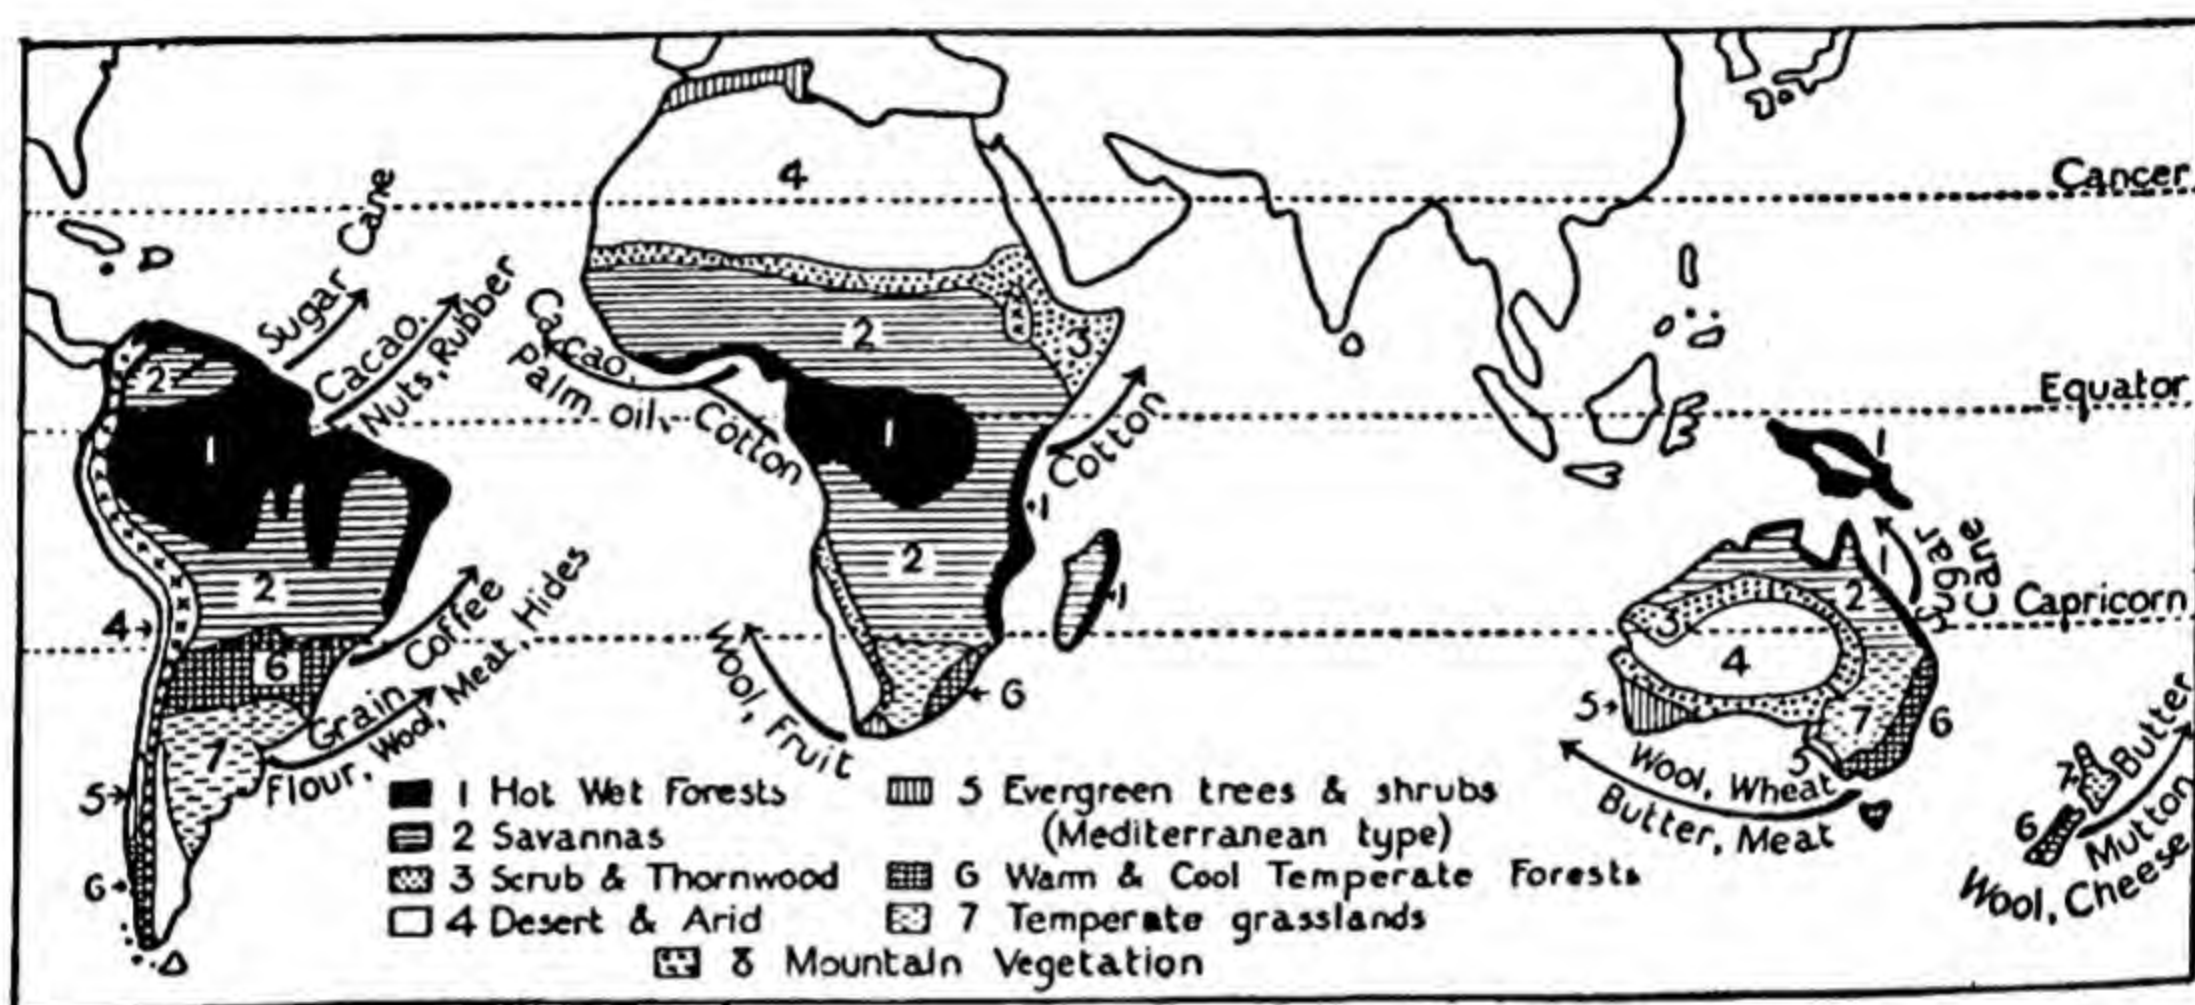 Cancer
Equator
Capricorn
Sugar Cane
Cacao.
Nuts, Rubber
Coffee
Grain
Flour, Wool, Meat, Hides
Cacao,
Palm Oil, Cotton
Cotton
Wool, Fruit
Sugar
Cane
Wool, Wheat
Butter, Meat
Butter
Mutton
Wool, Cheese
2
1
2
4
6
7
5
6
4
2
3
1
1
2
1
6
1
1
2
3
4
5
7
6
5
7
6
1 Hot Wet Forests
2 Savannas
3 Scrub & Thornwood
4 Desert & Arid
5 Evergreen trees & shrubs
(Mediterranean type)
6 Warm & Cool Temperate Forests
7 Temperate grasslands
8 Mountain Vegetation